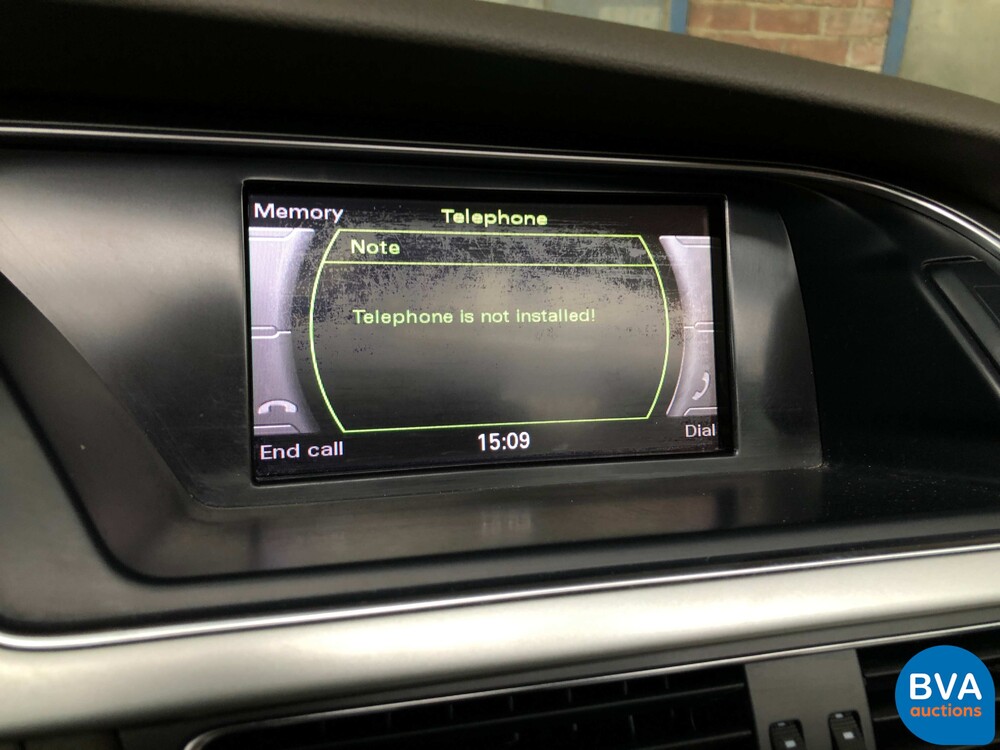 Memory
Telephone
Note
Telephone is not installed!
End call
15:09
Dial
BVA
auctions